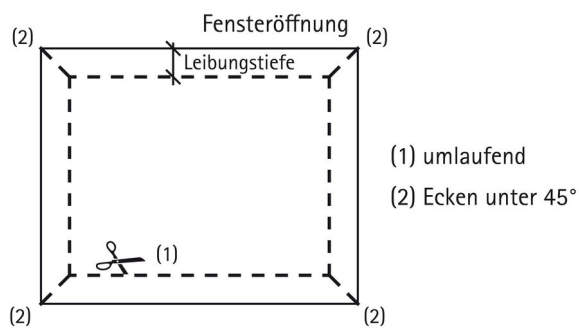 Fensteröffnung
(2)
(2)
Leibungstiefe
(1) umlaufend
(2) Ecken unter 45°
(1)
(2)
(2)